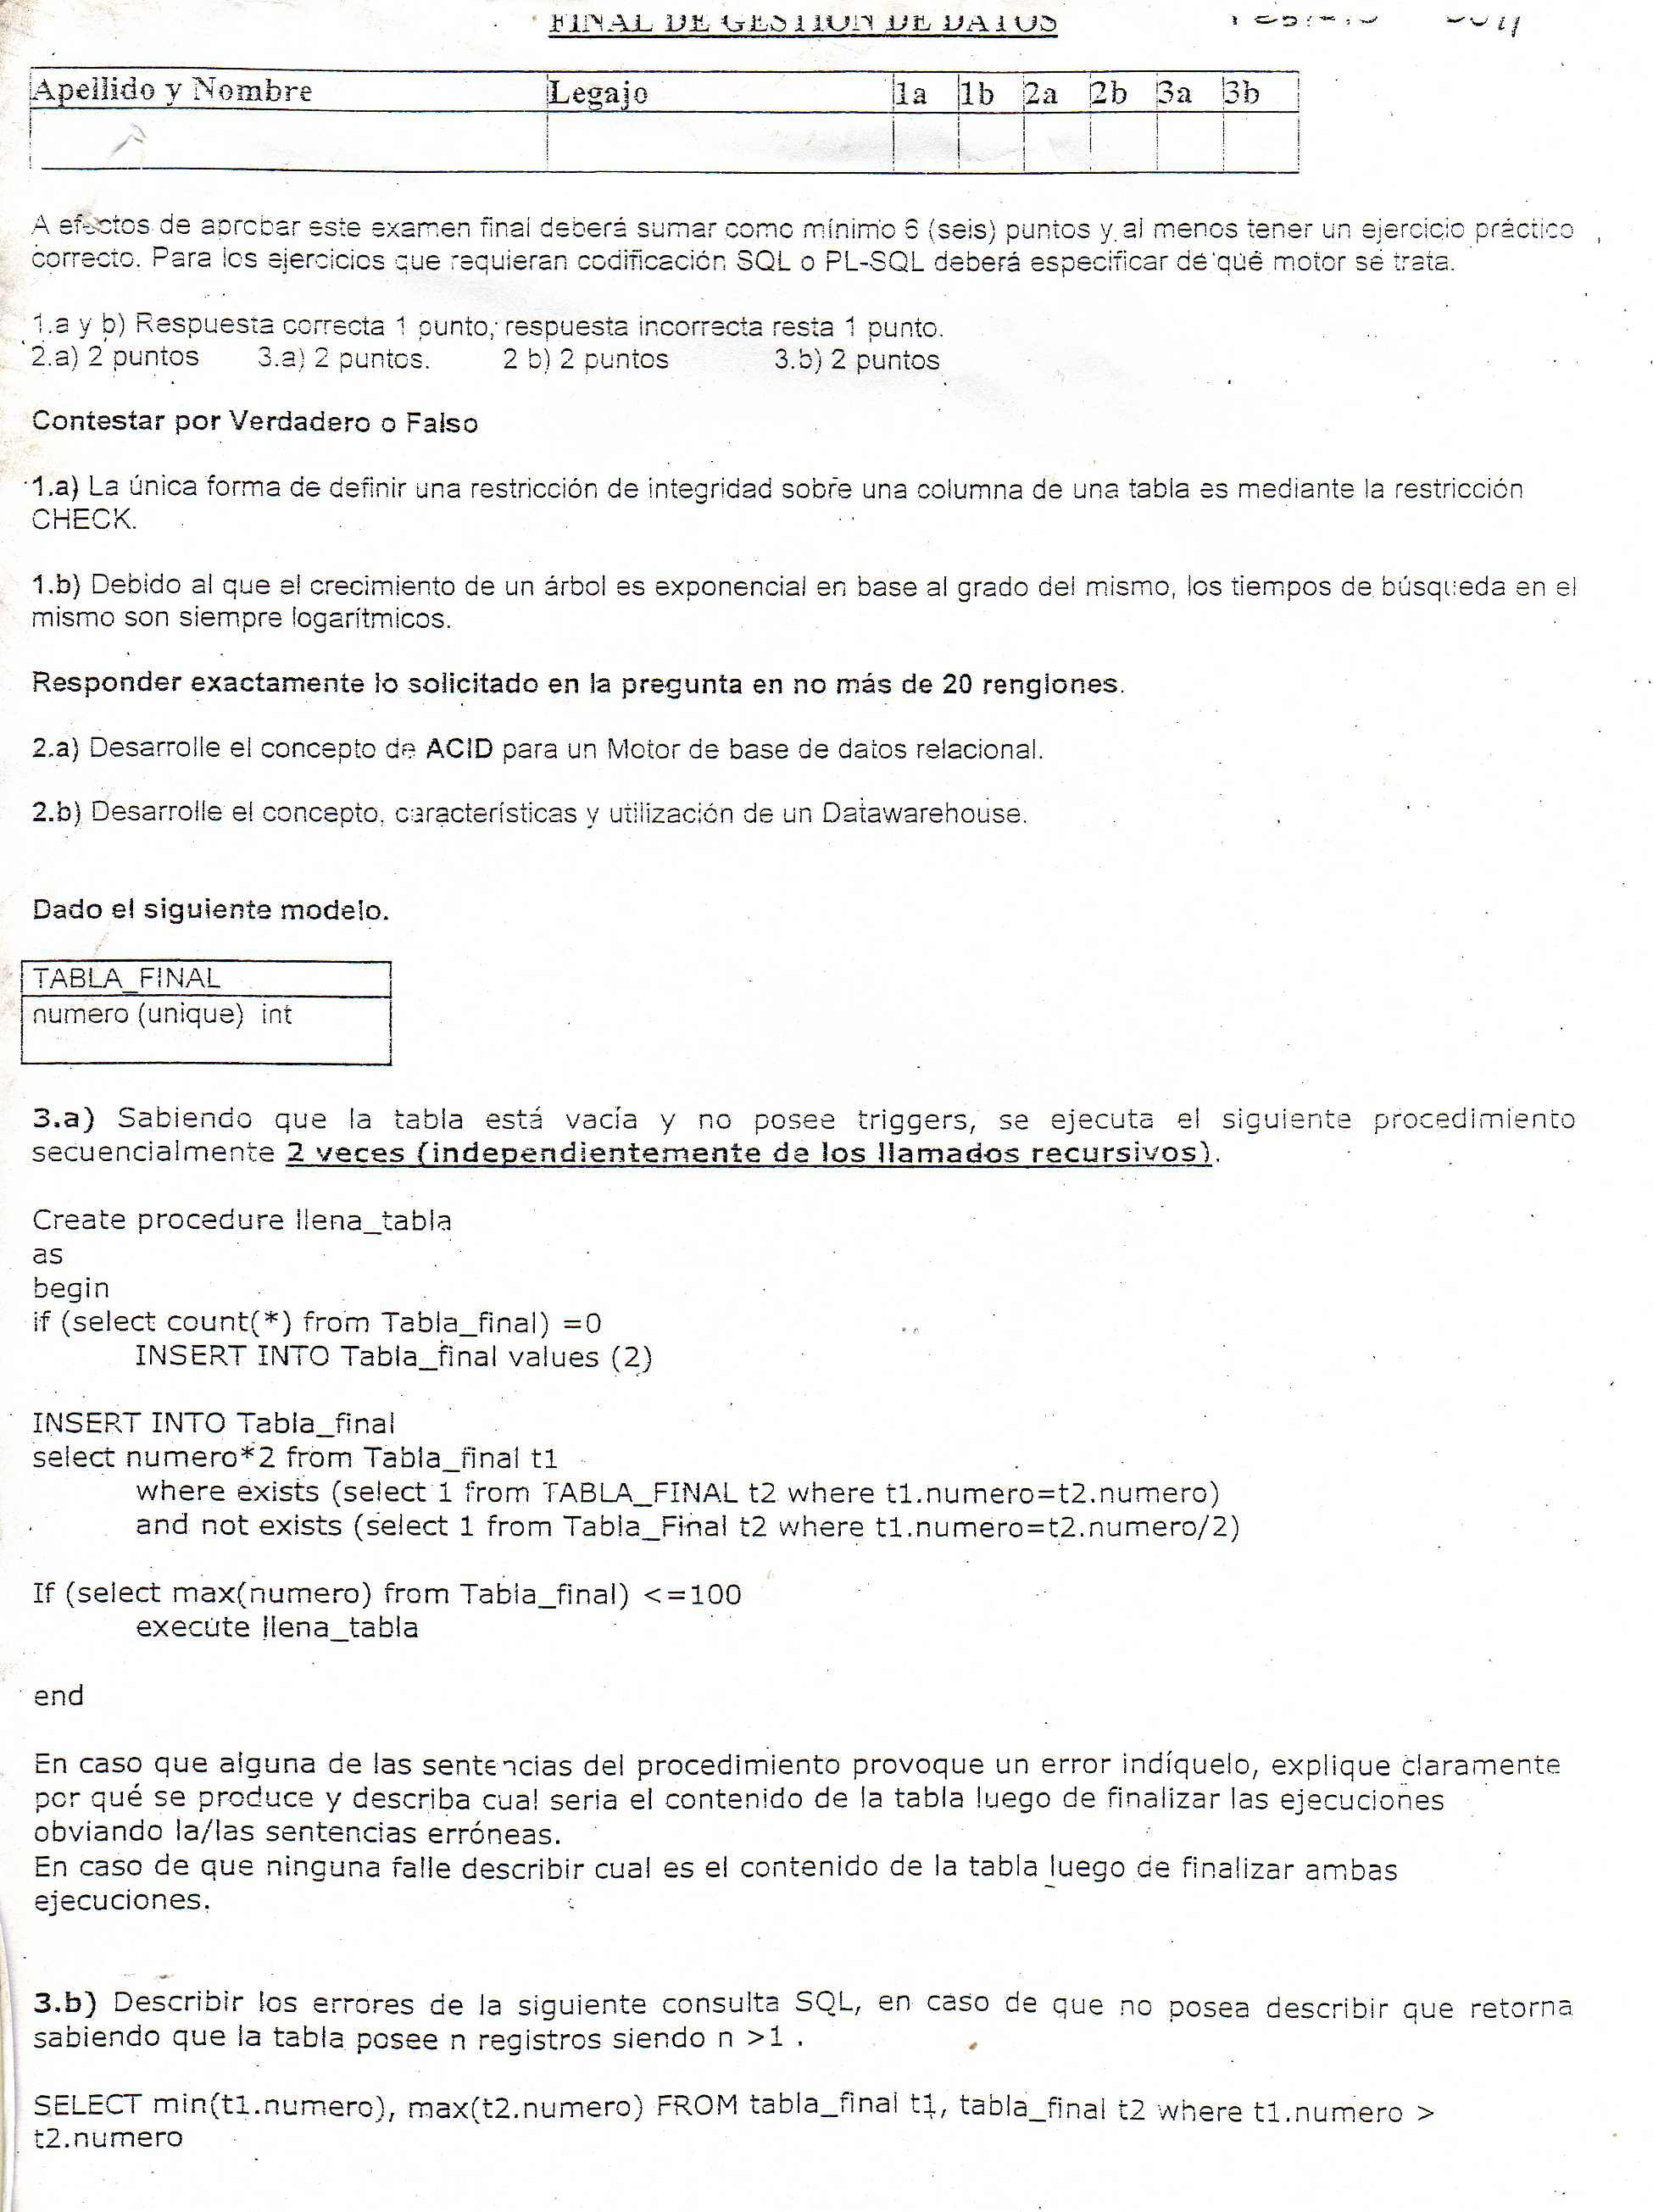 FINAL DE GESTION DE DATOS
Apellido y Nombre Legajo 1a 1b 2a 2b 3a 3b
A efectos de aprobar este examen final deberá sumar como mínimo 6 (seis) puntos y al menos tener un ejercicio práctico
correcto. Para los ejercicios que requieran codificación SQL o PL-SQL deberá especificar de qué motor se trata.
1.a y b) Respuesta correcta 1 punto, respuesta incorrecta resta 1 punto.
2.a) 2 puntos 3.a) 2 puntos. 2 b) 2 puntos 3.b) 2 puntos
Contestar por Verdadero o Falso
1.a) La única forma de definir una restricción de integridad sobre una columna de una tabla es mediante la restricción
CHECK.
1.b) Debido al que el crecimiento de un árbol es exponencial en base al grado del mismo, los tiempos de búsqueda en el
mismo son siempre logarítmicos.
Responder exactamente lo solicitado en la pregunta en no más de 20 renglones.
2.a) Desarrolle el concepto de ACID para un Motor de base de datos relacional.
2.b) Desarrolle el concepto, características y utilización de un Datawarehouse.
Dado el siguiente modelo.
TABLA_FINAL
numero (unique) int
3.a) Sabiendo que la tabla está vacía y no posee triggers, se ejecuta el siguiente procedimiento
secuencialmente 2 veces (independientemente de los llamados recursivos).
Create procedure llena_tabla
as
begin
if (select count(*) from Tabla_final) =0
INSERT INTO Tabla_final values (2)
INSERT INTO Tabla_final
select numero*2 from Tabla_final t1
where exists (select 1 from TABLA_FINAL t2 where t1.numero=t2.numero)
and not exists (select 1 from Tabla_Final t2 where t1.numero=t2.numero/2)
If (select max(numero) from Tabla_final) <=100
execute llena_tabla
end
En caso que alguna de las sentencias del procedimiento provoque un error indíquelo, explique claramente
por qué se produce y describa cual seria el contenido de la tabla luego de finalizar las ejecuciones
obviando la/las sentencias erróneas.
En caso de que ninguna falle describir cual es el contenido de la tabla luego de finalizar ambas
ejecuciones.
3.b) Describir los errores de la siguiente consulta SQL, en caso de que no posea describir que retorna
sabiendo que la tabla posee n registros siendo n >1 .
SELECT min(t1.numero), max(t2.numero) FROM tabla_final t1, tabla_final t2 where t1.numero >
t2.numero